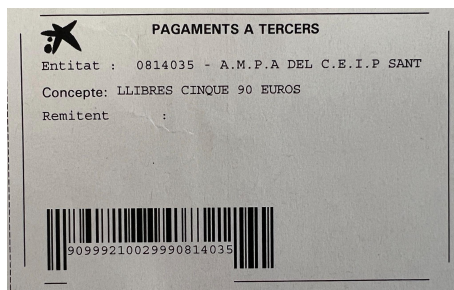 PAGAMENTS A TERCERS
Entitat : 0814035 - A.M.P.A DEL C.E.I.P SANT
Concepte: LLIBRES CINQUE 90 EUROS
Remitent :
90999210029990814035